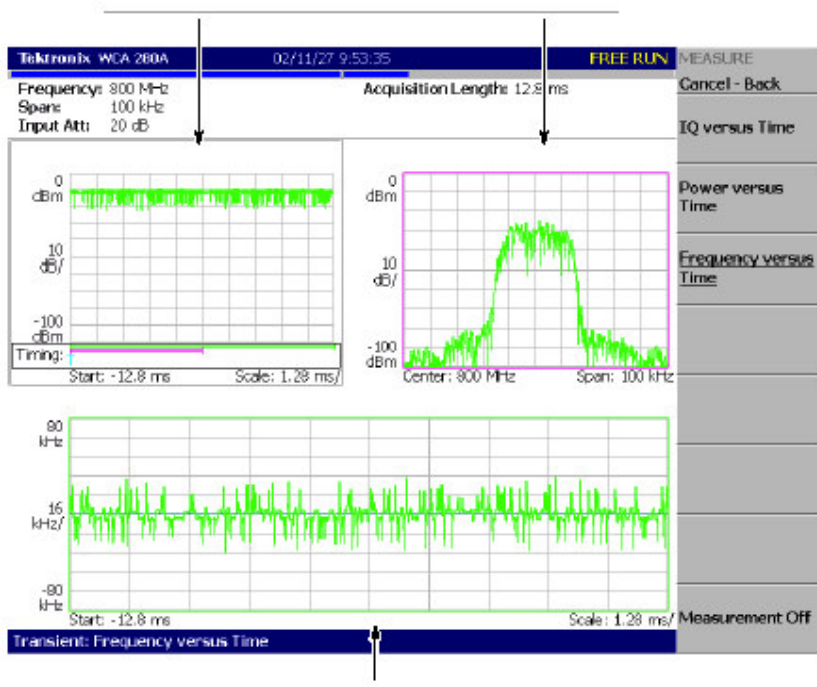 Tektronix WCA 280A 02/11/27 9:53:35 FREE RUN
Frequency: 800 MHz
Span: 100 kHz
Input Att: 20 dB
Acquisition Length: 12.8 ms
MEASURE
Cancel - Back
IQ versus Time
Power versus
Time
Frequency versus
Time
Measurement Off
0
dBm
10
dB/
-100
dBm
Timing:
Start: -12.8 ms Scale: 1.28 ms/
0
dBm
10
dB/
-100
dBm
Center: 800 MHz Span: 100 kHz
80
kHz
16
kHz/
-80
kHz
Start: -12.8 ms Scale: 1.28 ms/
Transient: Frequency versus Time